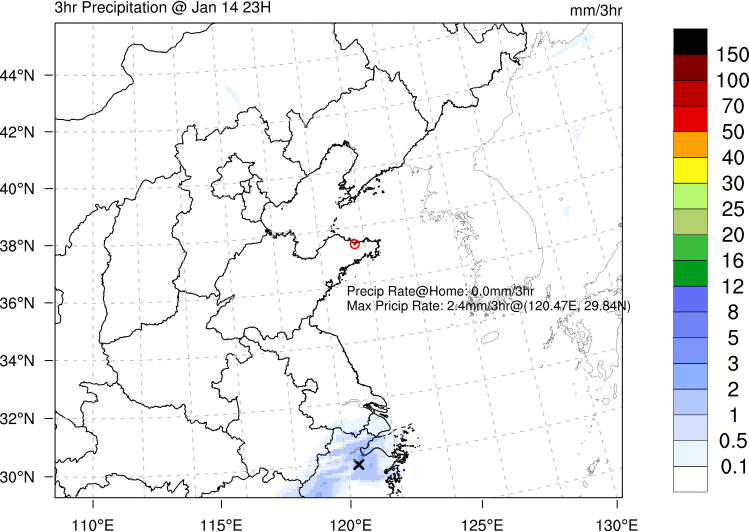 3hr Precipitation @ Jan 14 23H
mm/3hr
44°N
42°N
40°N
38°N
36°N
34°N
32°N
30°N
Precip Rate@Home: 0.0mm/3hr
Max Pricip Rate: 2.4mm/3hr@(120.47E, 29.84N)
110°E
115°E
120°E
125°E
130°E
150
100
70
50
40
30
25
20
16
12
8
5
3
2
1
0.5
0.1